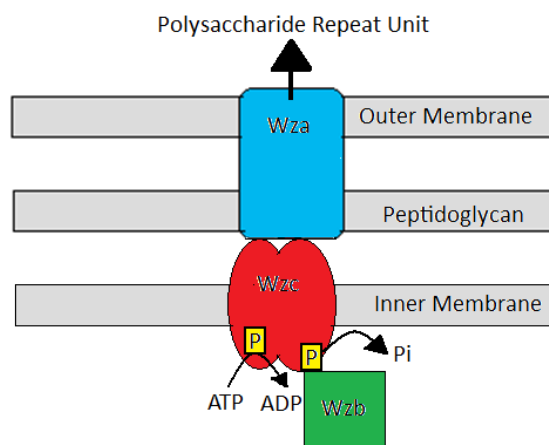 Polysaccharide Repeat Unit
Wza
Outer Membrane
Peptidoglycan
Wzc
Inner Membrane
P
P
Pi
ATP
ADP
Wzb